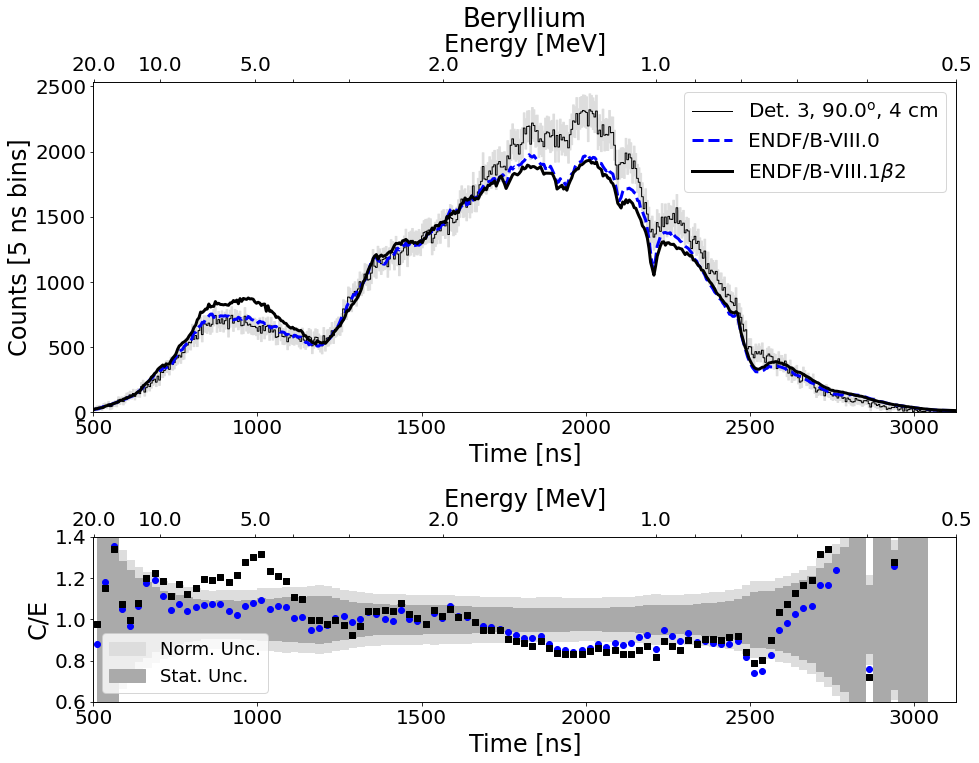 Beryllium
Energy [MeV]
20.0 10.0 5.0 2.0 1.0 0.5
2500
2000
1500
1000
500
0
Counts [5 ns bins]
Det. 3, 90.0°, 4 cm
ENDF/B-VIII.0
ENDF/B-VIII.1β2
500 1000 1500 2000 2500 3000
Time [ns]
Energy [MeV]
20.0 10.0 5.0 2.0 1.0 0.5
1.4
1.2
1.0
0.8
0.6
C/E
Norm. Unc.
Stat. Unc.
500 1000 1500 2000 2500 3000
Time [ns]